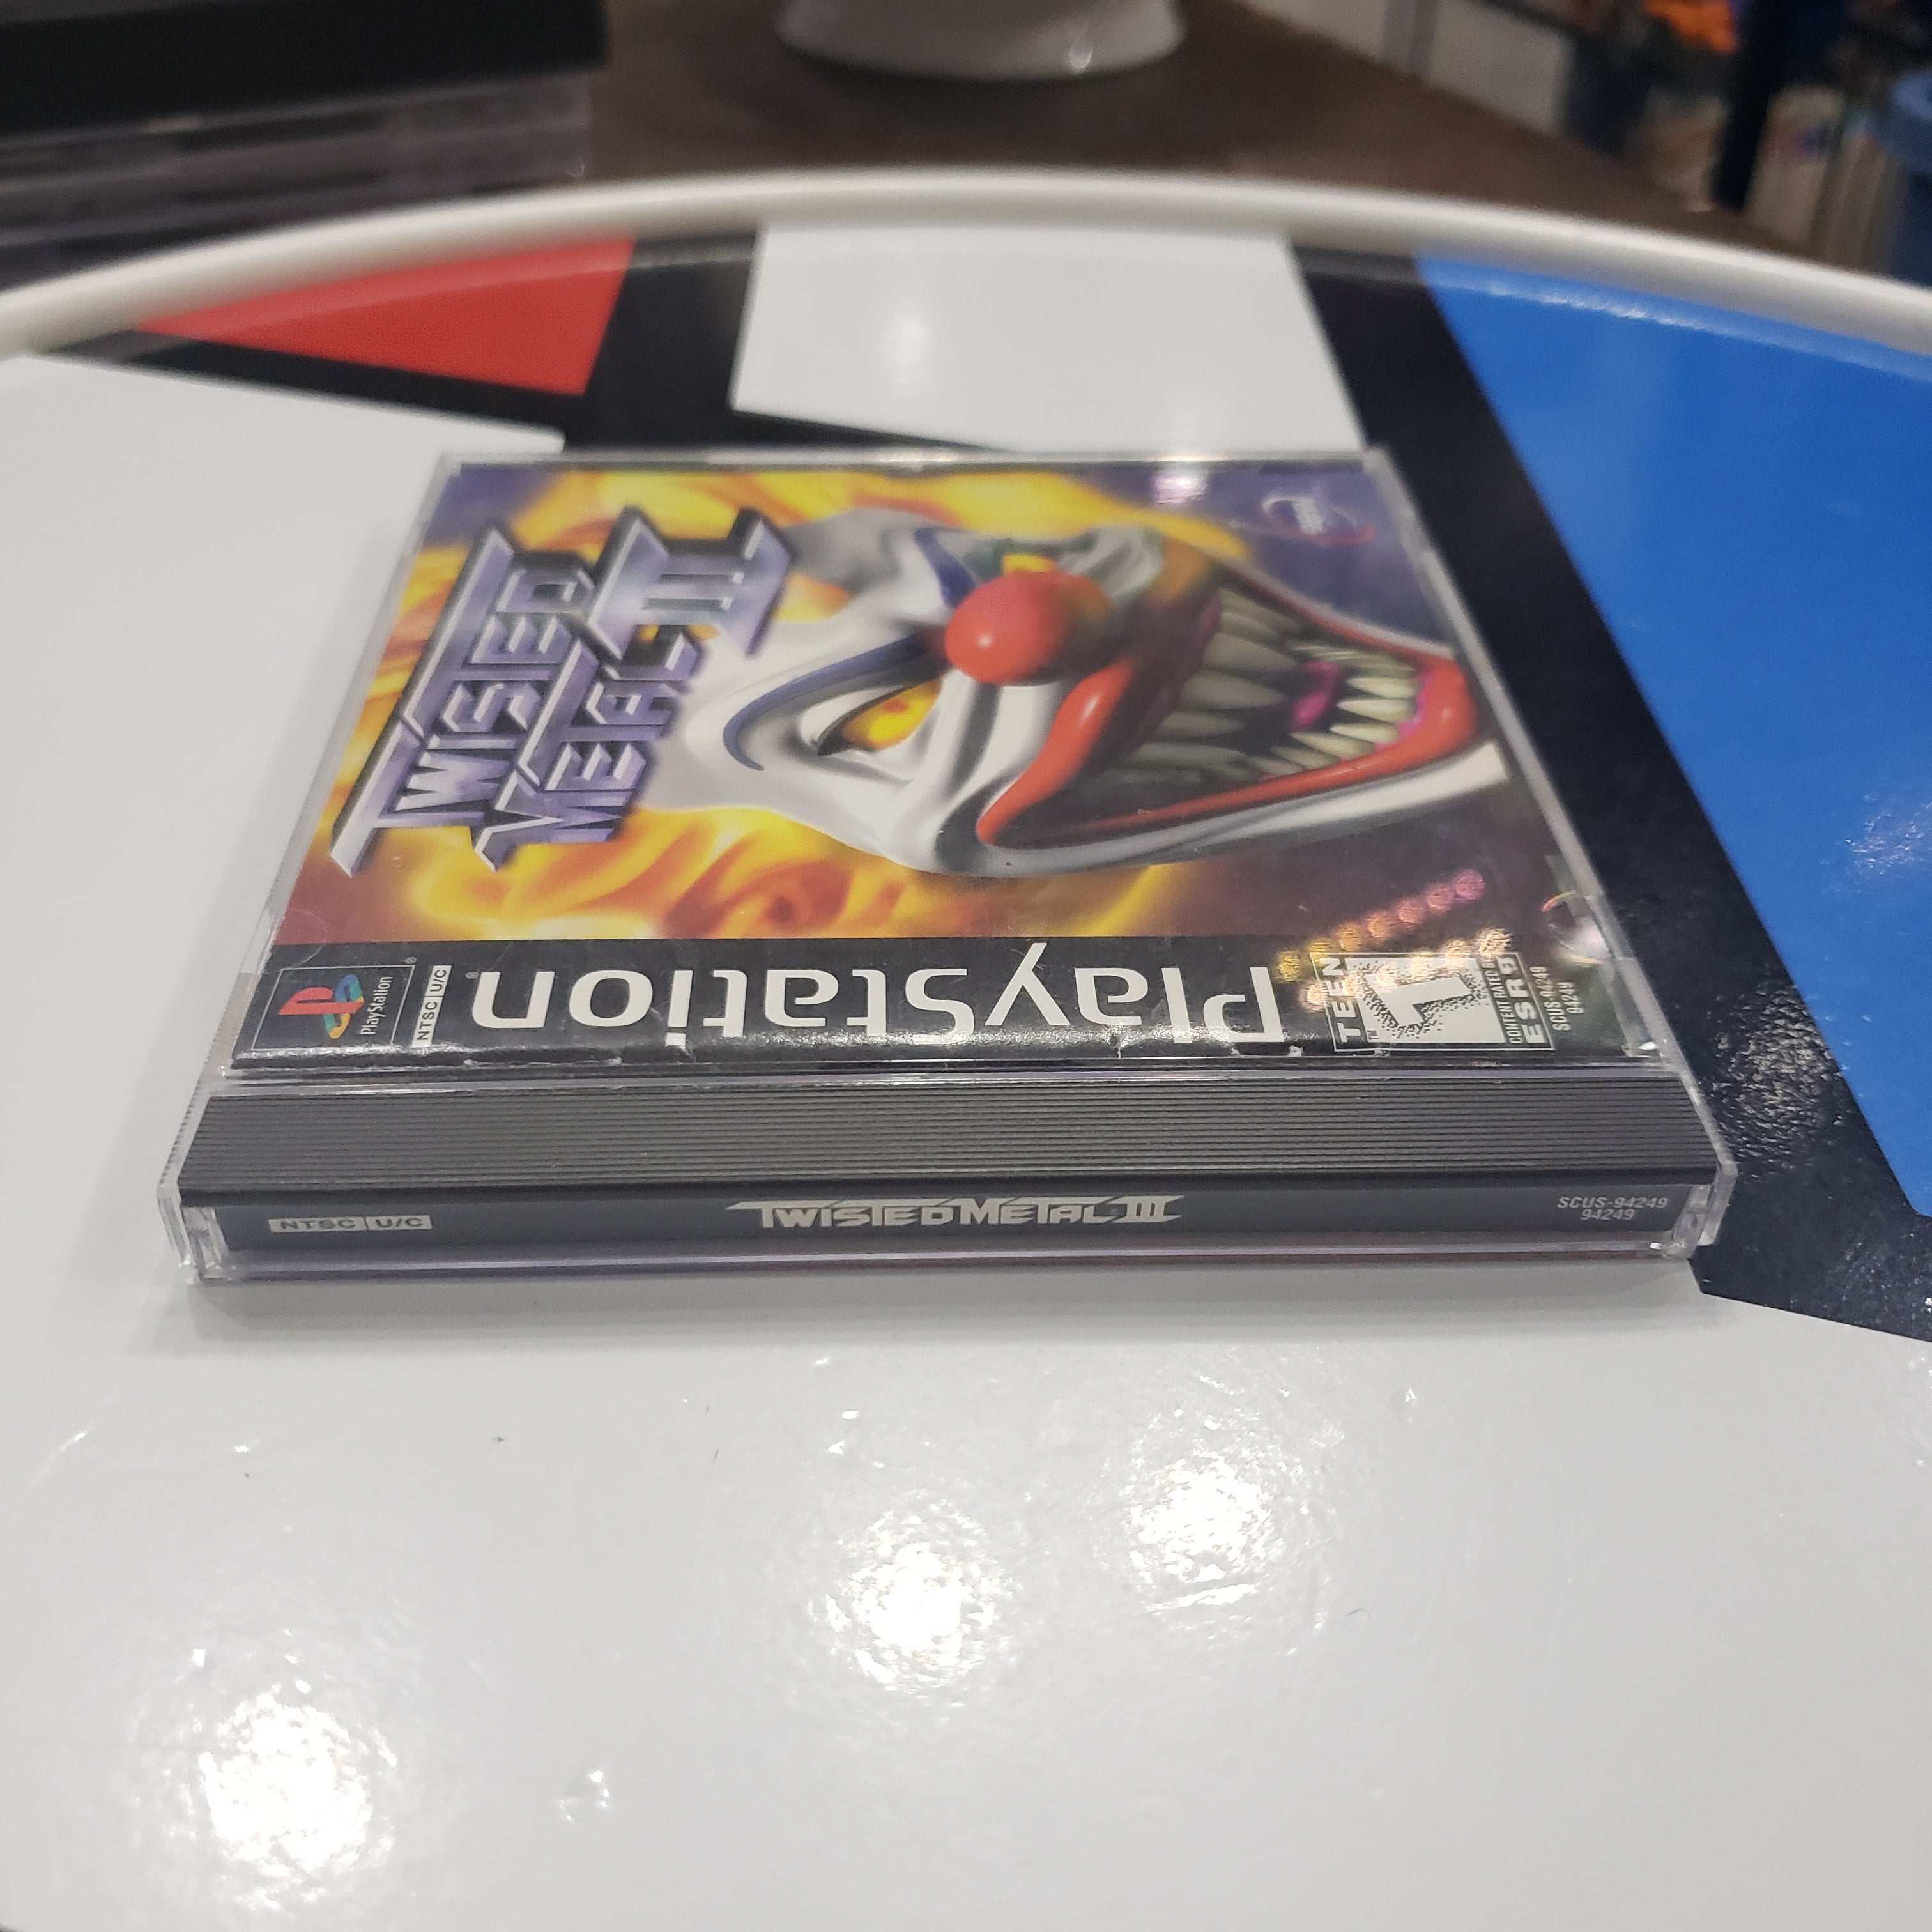 TWISTED
METAL III
PlayStation
NTSC U/C
PlayStation
TEEN
T
CONTENT RATED BY
ESRB
SCUS-94249
94249
NTSC U/C
TWISTED METAL III
SCUS-94249
94249